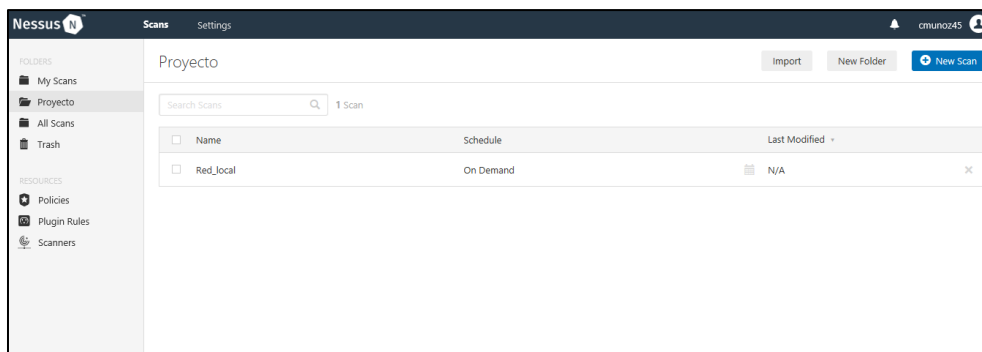 Nessus N Scans Settings cmunoz45
FOLDERS
My Scans
Proyecto
All Scans
Trash
RESOURCES
Policies
Plugin Rules
Scanners
Proyecto Import New Folder New Scan
Search Scans 1 Scan
Name Schedule Last Modified
Red_local On Demand N/A